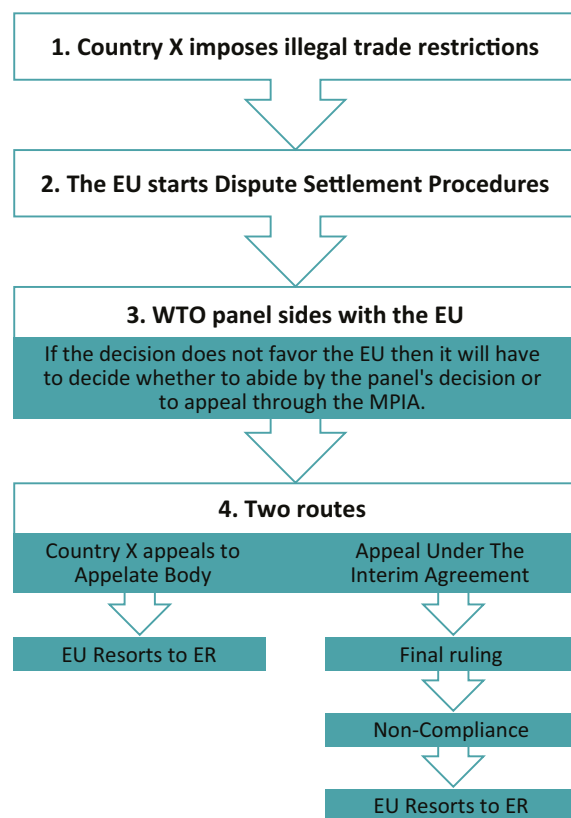 1. Country X imposes illegal trade restrictions
2. The EU starts Dispute Settlement Procedures
3. WTO panel sides with the EU
If the decision does not favor the EU then it will have
to decide whether to abide by the panel's decision or
to appeal through the MPIA.
4. Two routes
Country X appeals to
Appelate Body
EU Resorts to ER
Appeal Under The
Interim Agreement
Final ruling
Non-Compliance
EU Resorts to ER